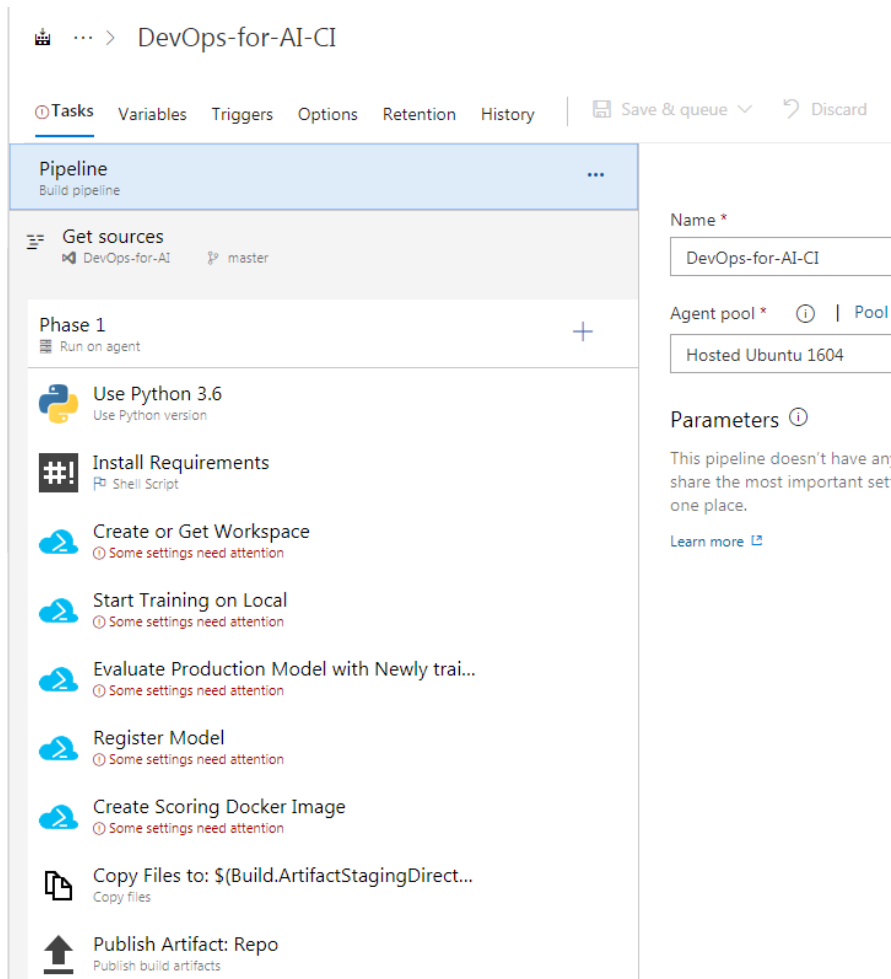 ··· > DevOps-for-AI-CI
Tasks Variables Triggers Options Retention History Save & queue Discard
Pipeline
Build pipeline
Get sources
DevOps-for-AI master
Phase 1
Run on agent
Use Python 3.6
Use Python version
#! Install Requirements
Shell Script
Create or Get Workspace
Some settings need attention
Start Training on Local
Some settings need attention
Evaluate Production Model with Newly trai...
Some settings need attention
Register Model
Some settings need attention
Create Scoring Docker Image
Some settings need attention
Copy Files to: $(Build.ArtifactStagingDirect...
Copy files
Publish Artifact: Repo
Publish build artifacts
Name *
DevOps-for-AI-CI
Agent pool * | Pool
Hosted Ubuntu 1604
Parameters
This pipeline doesn't have an
share the most important set
one place.
Learn more